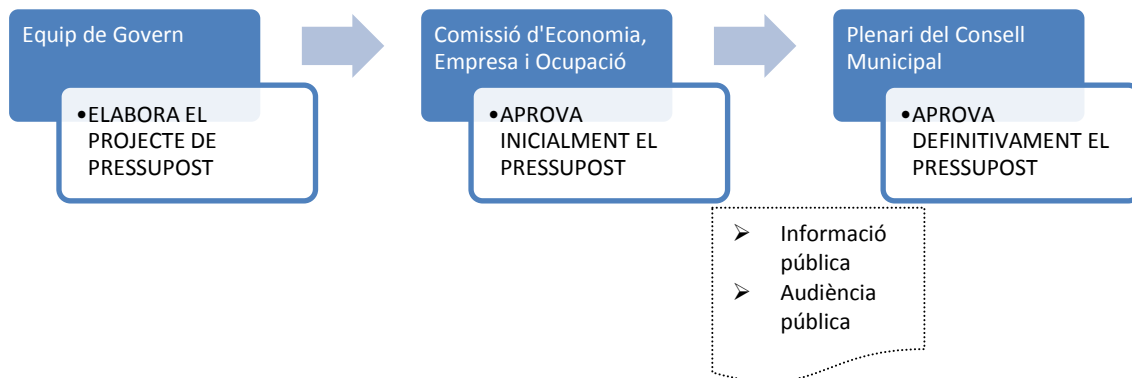 Equip de Govern
•ELABORA EL
PROJECTE DE
PRESSUPOST
Comissió d'Economia,
Empresa i Ocupació
•APROVA
INICIALMENT EL
PRESSUPOST
Plenari del Consell
Municipal
•APROVA
DEFINITIVAMENT EL
PRESSUPOST
➢ Informació
pública
➢ Audiència
pública